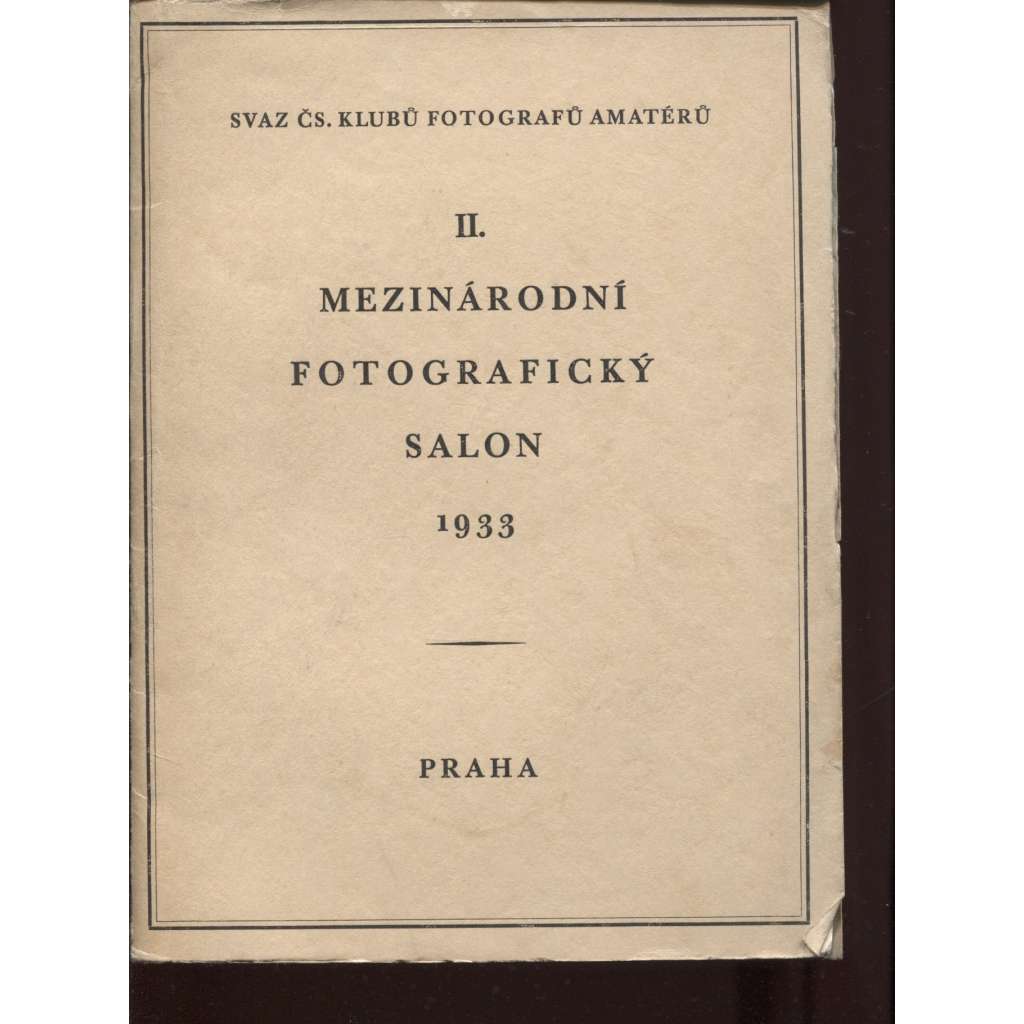 SVAZ ČS. KLUBŮ FOTOGRAFŮ AMATÉRŮ
II.
MEZINÁRODNÍ
FOTOGRAFICKÝ
SALON
1933
PRAHA